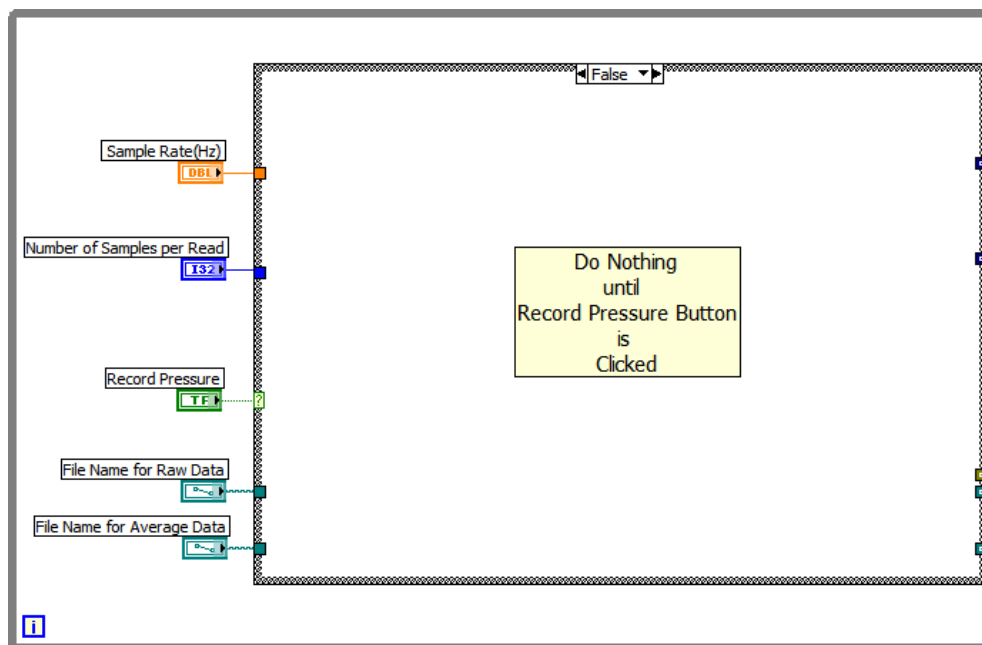 False
Sample Rate(Hz)
DBL
Number of Samples per Read
I32
Do Nothing
until
Record Pressure Button
is
Clicked
Record Pressure
TF
?
File Name for Raw Data
File Name for Average Data
i